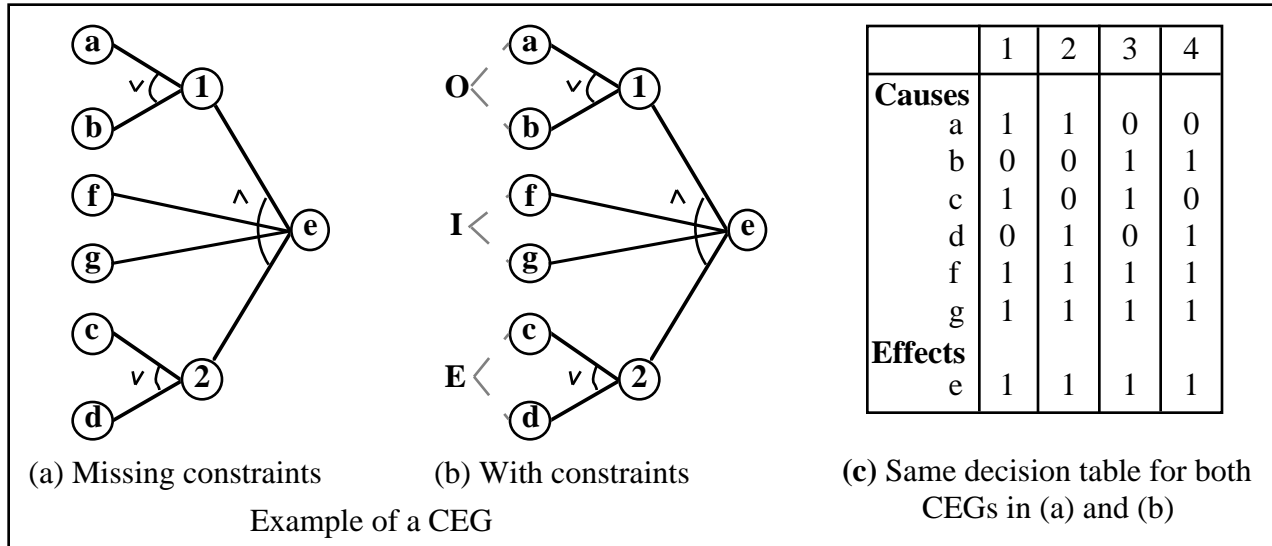 a
b
f
g
c
d
v
v
^
1
2
e
(a) Missing constraints
O
I
E
a
b
f
g
c
d
v
v
^
1
2
e
(b) With constraints
Example of a CEG
1 2 3 4
Causes
a 1 1 0 0
b 0 0 1 1
c 1 0 1 0
d 0 1 0 1
f 1 1 1 1
g 1 1 1 1
Effects
e 1 1 1 1
(c) Same decision table for both
CEGs in (a) and (b)